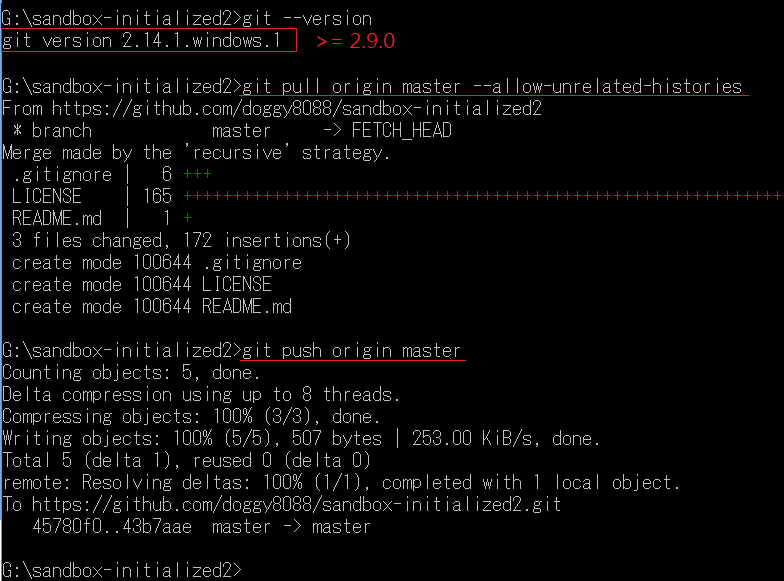 G:\sandbox-initialized2>git --version
git version 2.14.1.windows.1 >= 2.9.0
G:\sandbox-initialized2>git pull origin master --allow-unrelated-histories
From https://github.com/doggy8088/sandbox-initialized2
 * branch            master     -> FETCH_HEAD
Merge made by the 'recursive' strategy.
 .gitignore |   6 +++
 LICENSE    | 165 ++++++++++++++++++++++++++++++++++++++++++++++++++++++++++++
 README.md  |   1 +
 3 files changed, 172 insertions(+)
 create mode 100644 .gitignore
 create mode 100644 LICENSE
 create mode 100644 README.md
G:\sandbox-initialized2>git push origin master
Counting objects: 5, done.
Delta compression using up to 8 threads.
Compressing objects: 100% (3/3), done.
Writing objects: 100% (5/5), 507 bytes | 253.00 KiB/s, done.
Total 5 (delta 1), reused 0 (delta 0)
remote: Resolving deltas: 100% (1/1), completed with 1 local object.
To https://github.com/doggy8088/sandbox-initialized2.git
   45780f0..43b7aae  master -> master
G:\sandbox-initialized2>